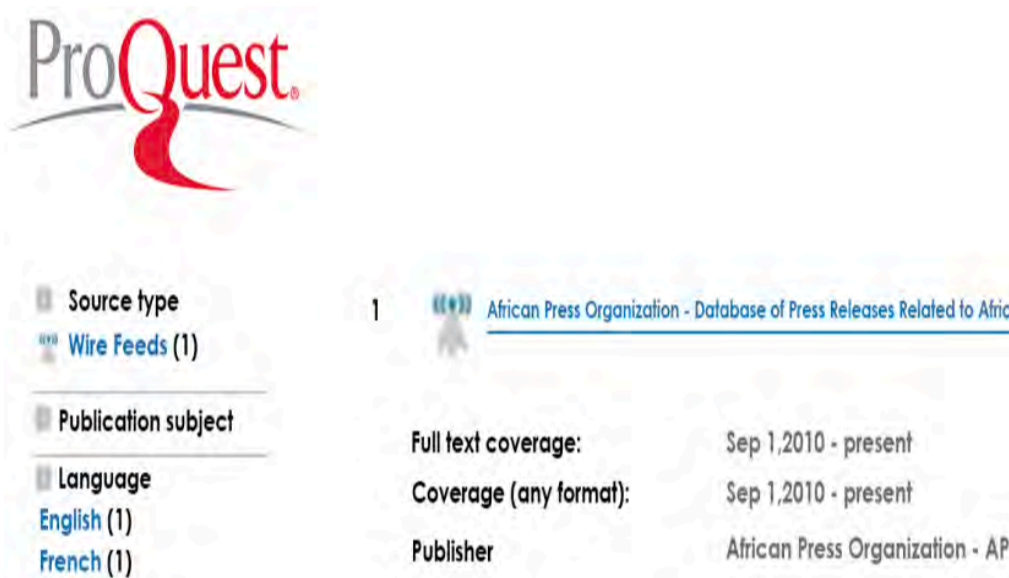 ProQuest®
Source type
Wire Feeds (1)
Publication subject
Language
English (1)
French (1)
1 African Press Organization - Database of Press Releases Related to Afric
Full text coverage: Sep 1,2010 - present
Coverage (any format): Sep 1,2010 - present
Publisher African Press Organization - AP